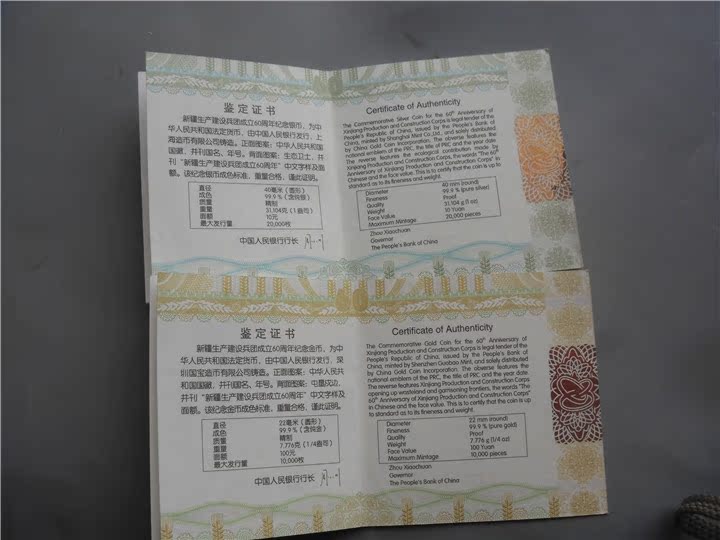 鉴定证书
新疆生产建设兵团成立60周年纪念银币，为中
华人民共和国法定货币，由中国人民银行发行，上
海造币有限公司铸造。正面图案：中华人民共和国
国徽，并刊国名、年号。背面图案：生态卫士，并
刊“新疆生产建设兵团成立60周年”中文字样及面
额。该纪念银币成色标准，重量合格，谨此证明。
直径 40毫米（圆形）
成色 99.9％（含纯银）
质量 精制
重量 31.104克（1盎司）
面额 10元
最大发行量 20,000枚
中国人民银行行长
Certificate of Authenticity
The Commemorative Silver Coin for the 60th Anniversary of
Xinjiang Production and Construction Corps is legal tender of the
People's Republic of China, issued by the People's Bank of
China, minted by Shanghai Mint Co.,Ltd., and solely distributed
by China Gold Coin Incorporation. The obverse features the
national emblem of the PRC, the title of PRC and the year date.
The reverse features the ecological contribution made by
Xinjiang Production and Construction Corps, the words "The 60th
Anniversary of Xinjiang Production and Construction Corps" in
Chinese and the face value. This is to certify that the coin is up to
standard as to its fineness and weight.
Diameter 40 mm (round)
Fineness 99.9 % (pure silver)
Quality Proof
Weight 31.104 g (1 oz)
Face Value 10 Yuan
Maximum Mintage 20,000 pieces
Zhou Xiaochuan
Governor
The People's Bank of China
鉴定证书
新疆生产建设兵团成立60周年纪念金币，为中
华人民共和国法定货币，由中国人民银行发行，深
圳国宝造币有限公司铸造。正面图案：中华人民共
和国国徽，并刊国名、年号。背面图案：屯垦戍边，
并刊“新疆生产建设兵团成立60周年”中文字样及
面额。该纪念金币成色标准，重量合格，谨此证明。
直径 22毫米（圆形）
成色 99.9％（含纯金）
质量 精制
重量 7.776克（1/4盎司）
面额 100元
最大发行量 10,000枚
中国人民银行行长
Certificate of Authenticity
The Commemorative Gold Coin for the 60th Anniversary of
Xinjiang Production and Construction Corps is legal tender of the
People's Republic of China, issued by the People's Bank of
China, minted by Shenzhen Guobao Mint, and solely distributed
by China Gold Coin Incorporation. The obverse features the
national emblem of the PRC, the title of PRC and the year date.
The reverse features Xinjiang Production and Construction Corps
opening up wasteland and garrisoning frontiers. The words "The
60th Anniversary of Xinjiang Production and Construction Corps"
in Chinese and the face value. This is to certify that the coin is up
to standard as to its fineness and weight.
Diameter 22 mm (round)
Fineness 99.9 % (pure gold)
Quality Proof
Weight 7.776 g (1/4 oz)
Face Value 100 Yuan
Maximum Mintage 10,000 pieces
Zhou Xiaochuan
Governor
The People's Bank of China